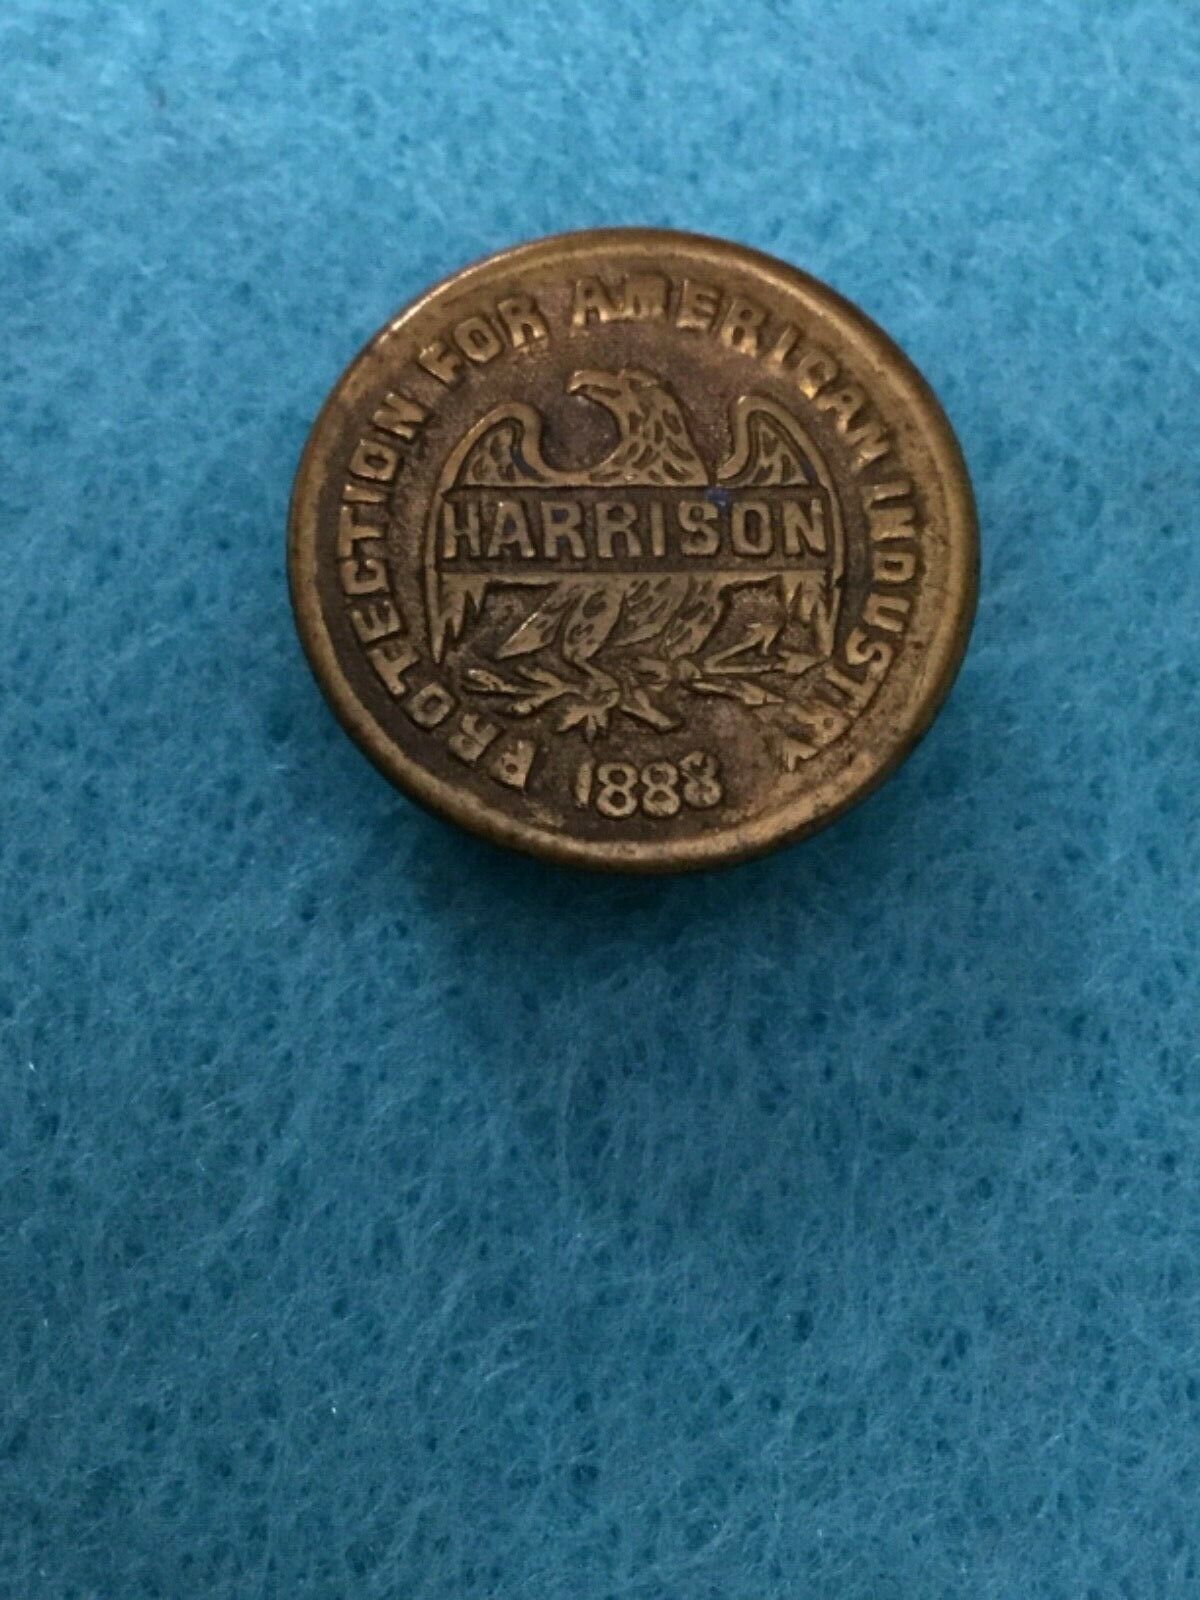 PROTECTION FOR AMERICAN INDUSTRY
HARRISON
1888